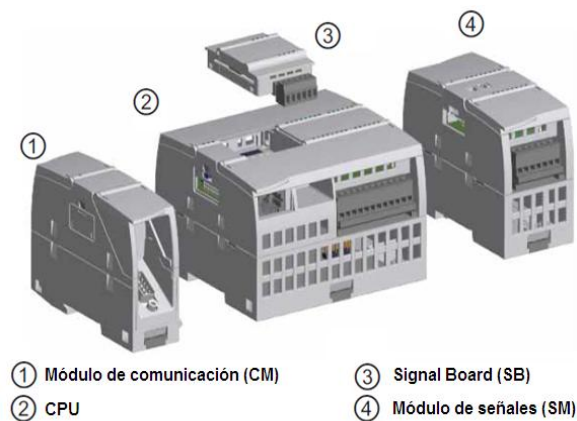 ④
③
②
①
① Módulo de comunicación (CM)
③ Signal Board (SB)
② CPU
④ Módulo de señales (SM)